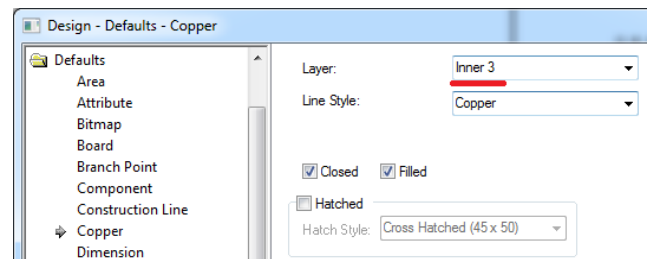 Design - Defaults - Copper
Defaults
Area
Attribute
Bitmap
Board
Branch Point
Component
Construction Line
Copper
Dimension
Layer: Inner 3
Line Style: Copper
Closed Filled
Hatched
Hatch Style: Cross Hatched (45 x 50)